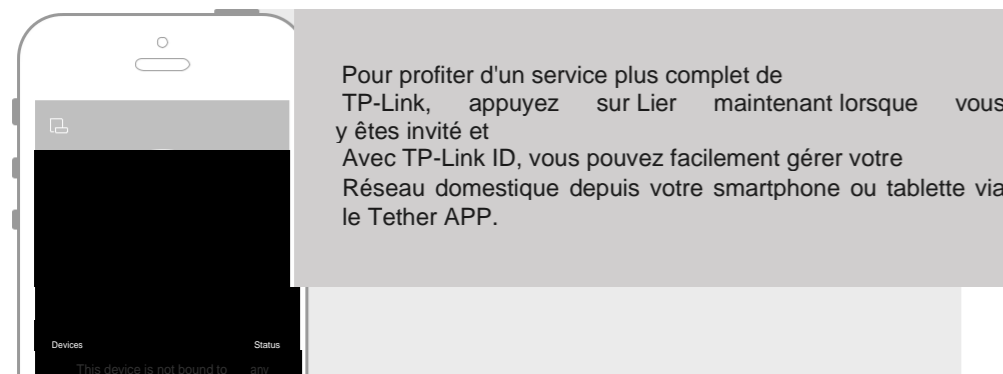 Pour profiter d'un service plus complet de
TP-Link, appuyez sur Lier maintenant lorsque vous
y êtes invité et
Avec TP-Link ID, vous pouvez facilement gérer votre
Réseau domestique depuis votre smartphone ou tablette via
le Tether APP.
Devices Status
This device is not bound to any